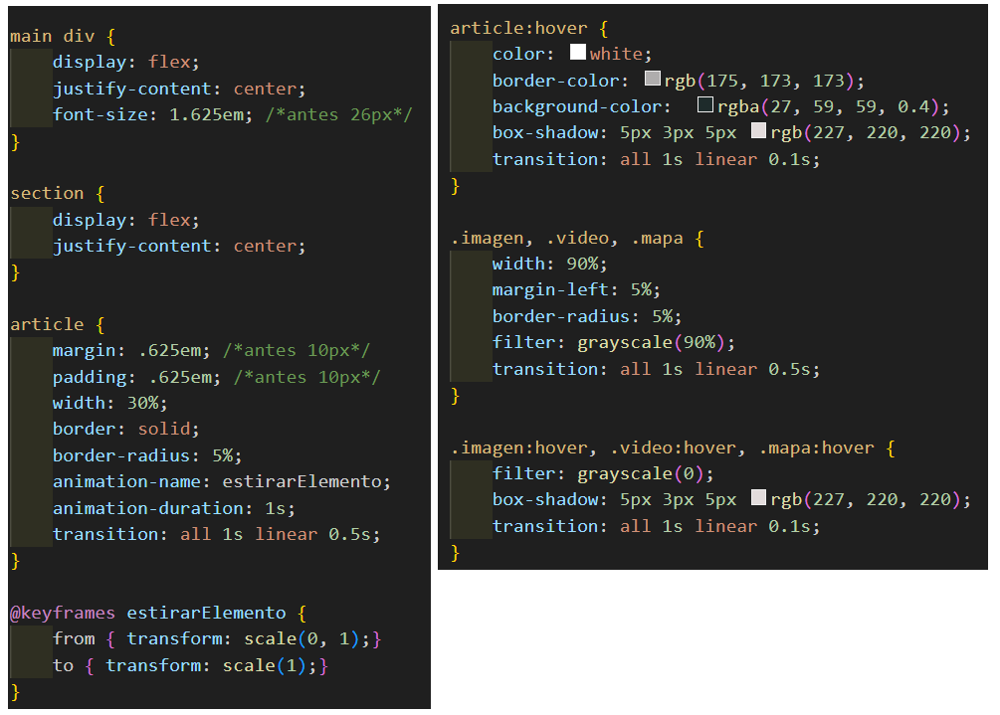 main div {
display: flex;
justify-content: center;
font-size: 1.625em; /*antes 26px*/
}
section {
display: flex;
justify-content: center;
}
article {
margin: .625em; /*antes 10px*/
padding: .625em; /*antes 10px*/
width: 30%;
border: solid;
border-radius: 5%;
animation-name: estirarElemento;
animation-duration: 1s;
transition: all 1s linear 0.5s;
}
@keyframes estirarElemento {
from { transform: scale(0, 1);}
to { transform: scale(1);}
}
article:hover {
color: white;
border-color: rgb(175, 173, 173);
background-color: rgba(27, 59, 59, 0.4);
box-shadow: 5px 3px 5px rgb(227, 220, 220);
transition: all 1s linear 0.1s;
}
.imagen, .video, .mapa {
width: 90%;
margin-left: 5%;
border-radius: 5%;
filter: grayscale(90%);
transition: all 1s linear 0.5s;
}
.imagen:hover, .video:hover, .mapa:hover {
filter: grayscale(0);
box-shadow: 5px 3px 5px rgb(227, 220, 220);
transition: all 1s linear 0.1s;
}